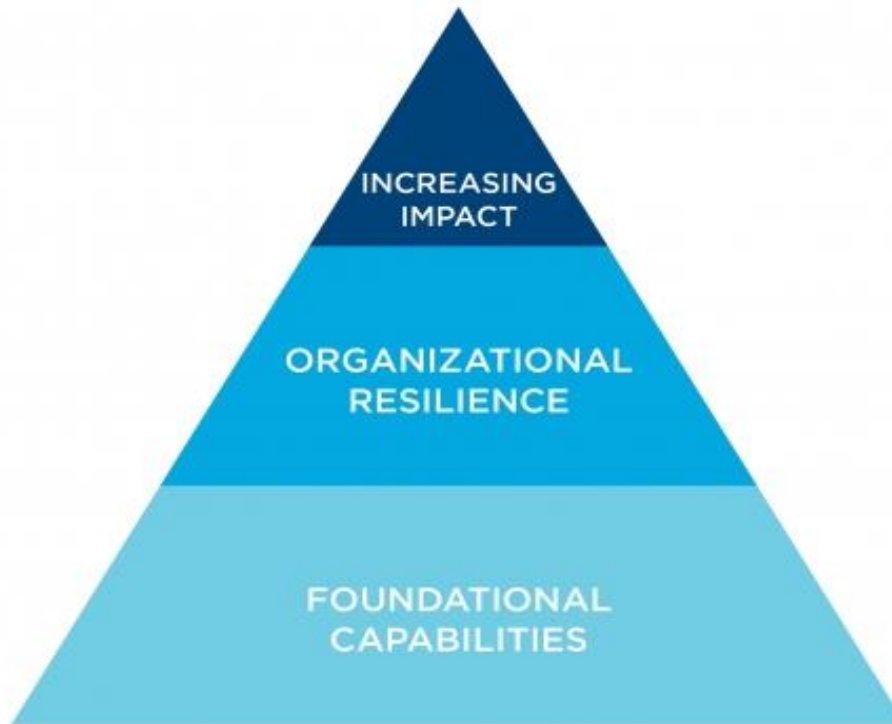 INCREASING
IMPACT
ORGANIZATIONAL
RESILIENCE
FOUNDATIONAL
CAPABILITIES